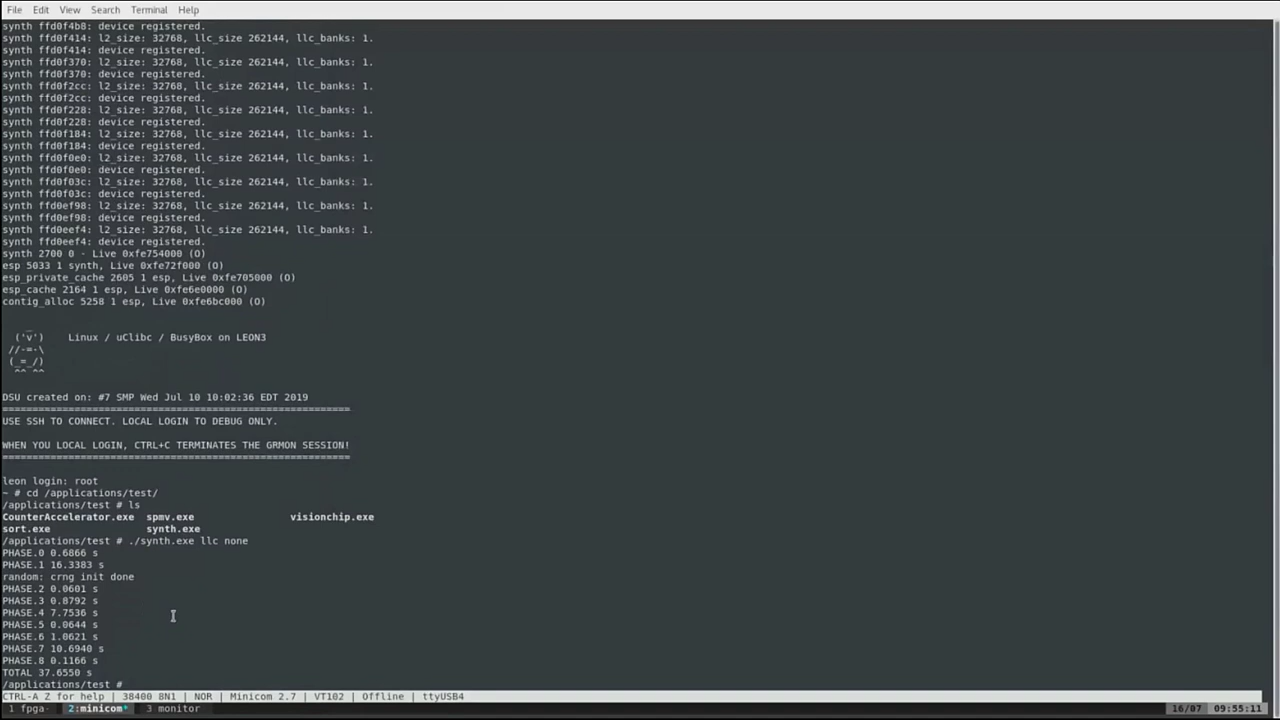 File Edit View Search Terminal Help
synth ffd0f4b8: device registered.
synth ffd0f414: l2_size: 32768, llc_size 262144, llc_banks: 1.
synth ffd0f414: device registered.
synth ffd0f370: l2_size: 32768, llc_size 262144, llc_banks: 1.
synth ffd0f370: device registered.
synth ffd0f2cc: l2_size: 32768, llc_size 262144, llc_banks: 1.
synth ffd0f2cc: device registered.
synth ffd0f228: l2_size: 32768, llc_size 262144, llc_banks: 1.
synth ffd0f228: device registered.
synth ffd0f184: l2_size: 32768, llc_size 262144, llc_banks: 1.
synth ffd0f184: device registered.
synth ffd0f0e0: l2_size: 32768, llc_size 262144, llc_banks: 1.
synth ffd0f0e0: device registered.
synth ffd0f03c: l2_size: 32768, llc_size 262144, llc_banks: 1.
synth ffd0f03c: device registered.
synth ffd0ef98: l2_size: 32768, llc_size 262144, llc_banks: 1.
synth ffd0ef98: device registered.
synth ffd0eef4: l2_size: 32768, llc_size 262144, llc_banks: 1.
synth ffd0eef4: device registered.
synth 2700 0 - Live 0xfe754000 (O)
esp 5033 1 synth, Live 0xfe72f000 (O)
esp_private_cache 2605 1 esp, Live 0xfe705000 (O)
esp_cache 2164 1 esp, Live 0xfe6e0000 (O)
contig_alloc 5258 1 esp, Live 0xfe6bc000 (O)
_
('v') Linux / uClibc / BusyBox on LEON3
//-=-\
(_=_/)
^^ ^^
DSU created on: #7 SMP Wed Jul 10 10:02:36 EDT 2019
==========================================================
USE SSH TO CONNECT. LOCAL LOGIN TO DEBUG ONLY.
WHEN YOU LOCAL LOGIN, CTRL+C TERMINATES THE GRMON SESSION!
==========================================================
leon login: root
~ # cd /applications/test/
/applications/test # ls
CounterAccelerator.exe spmv.exe visionchip.exe
sort.exe synth.exe
/applications/test # ./synth.exe llc none
PHASE.0 0.6866 s
PHASE.1 16.3383 s
random: crng init done
PHASE.2 0.0601 s
PHASE.3 0.8792 s
PHASE.4 7.7536 s
PHASE.5 0.0644 s
PHASE.6 1.0621 s
PHASE.7 10.6940 s
PHASE.8 0.1166 s
TOTAL 37.6550 s
/applications/test #
CTRL-A Z for help | 38400 8N1 | NOR | Minicom 2.7 | VT102 | Offline | ttyUSB4
1 fpga- 2:minicom* 3 monitor 16/07 09:55:11